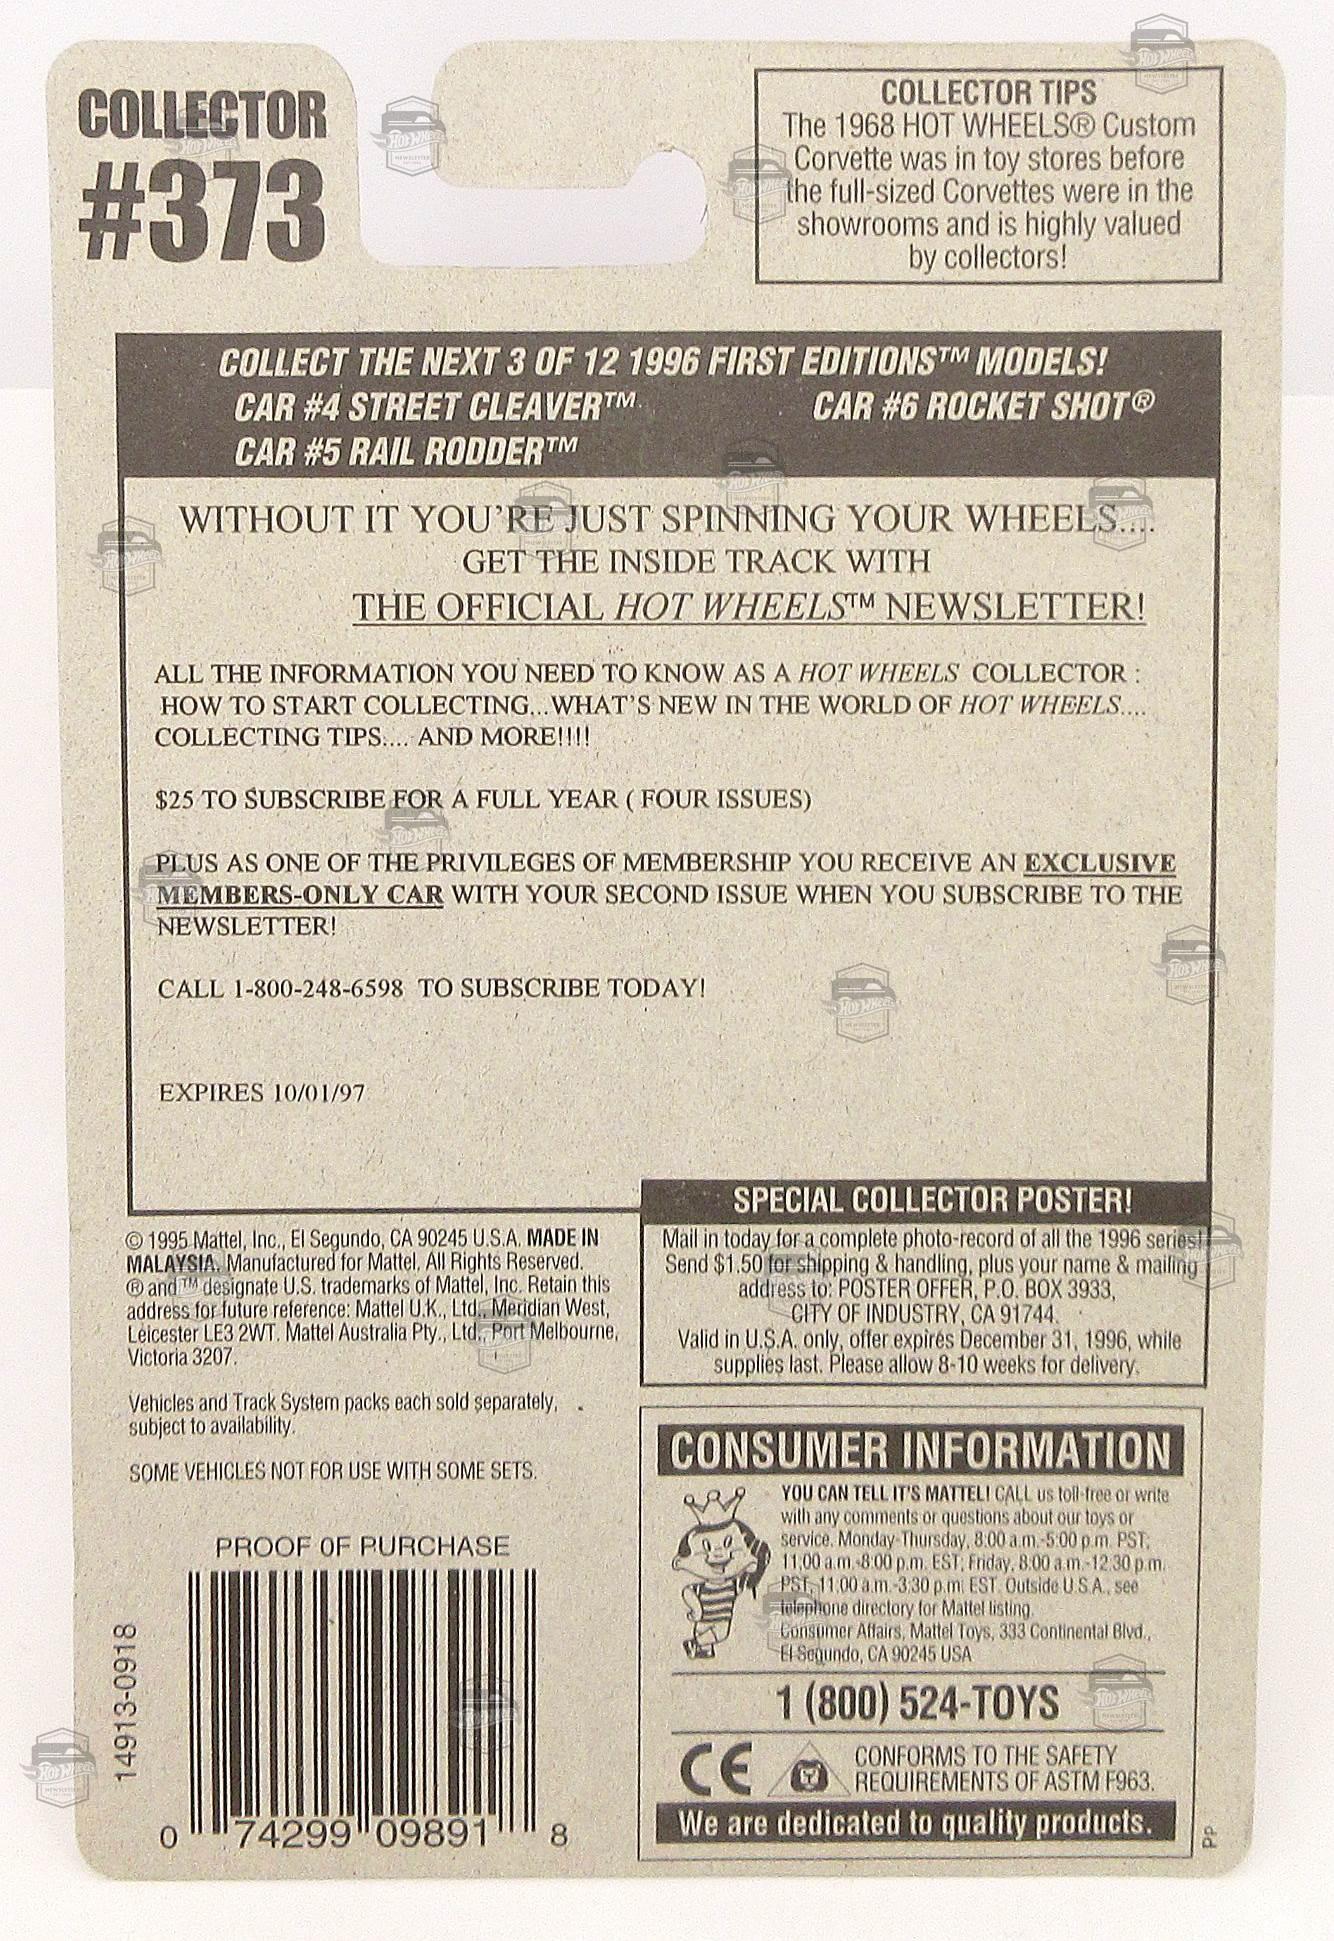 COLLECTOR
#373
COLLECTOR TIPS
The 1968 HOT WHEELS® Custom
Corvette was in toy stores before
the full-sized Corvettes were in the
showrooms and is highly valued
by collectors!
COLLECT THE NEXT 3 OF 12 1996 FIRST EDITIONS™ MODELS!
CAR #4 STREET CLEAVER™ CAR #6 ROCKET SHOT®
CAR #5 RAIL RODDER™
WITHOUT IT YOU'RE JUST SPINNING YOUR WHEELS....
GET THE INSIDE TRACK WITH
THE OFFICIAL HOT WHEELS™ NEWSLETTER!
ALL THE INFORMATION YOU NEED TO KNOW AS A HOT WHEELS COLLECTOR :
HOW TO START COLLECTING...WHAT'S NEW IN THE WORLD OF HOT WHEELS....
COLLECTING TIPS.... AND MORE!!!!
$25 TO SUBSCRIBE FOR A FULL YEAR ( FOUR ISSUES)
PLUS AS ONE OF THE PRIVILEGES OF MEMBERSHIP YOU RECEIVE AN EXCLUSIVE
MEMBERS-ONLY CAR WITH YOUR SECOND ISSUE WHEN YOU SUBSCRIBE TO THE
NEWSLETTER!
CALL 1-800-248-6598 TO SUBSCRIBE TODAY!
EXPIRES 10/01/97
© 1995 Mattel, Inc., El Segundo, CA 90245 U.S.A. MADE IN
MALAYSIA. Manufactured for Mattel. All Rights Reserved.
® and ™ designate U.S. trademarks of Mattel, Inc. Retain this
address for future reference: Mattel U.K., Ltd., Meridian West,
Leicester LE3 2WT. Mattel Australia Pty., Ltd., Port Melbourne,
Victoria 3207.
Vehicles and Track System packs each sold separately,
subject to availability.
SOME VEHICLES NOT FOR USE WITH SOME SETS.
PROOF OF PURCHASE
14913-0918
0 74299 09891 8
SPECIAL COLLECTOR POSTER!
Mail in today for a complete photo-record of all the 1996 series!
Send $1.50 for shipping & handling, plus your name & mailing
address to: POSTER OFFER, P.O. BOX 3933,
CITY OF INDUSTRY, CA 91744.
Valid in U.S.A. only, offer expires December 31, 1996, while
supplies last. Please allow 8-10 weeks for delivery.
CONSUMER INFORMATION
YOU CAN TELL IT'S MATTEL! CALL us toll-free or write
with any comments or questions about our toys or
service. Monday-Thursday, 8:00 a.m.-5:00 p.m. PST;
11:00 a.m.-8:00 p.m. EST; Friday, 8:00 a.m.-12:30 p.m.
PST, 11:00 a.m.-3:30 p.m. EST. Outside U.S.A., see
telephone directory for Mattel listing.
Consumer Affairs, Mattel Toys, 333 Continental Blvd.,
El Segundo, CA 90245 USA
1 (800) 524-TOYS
CE
CONFORMS TO THE SAFETY
REQUIREMENTS OF ASTM F963.
We are dedicated to quality products.
PP